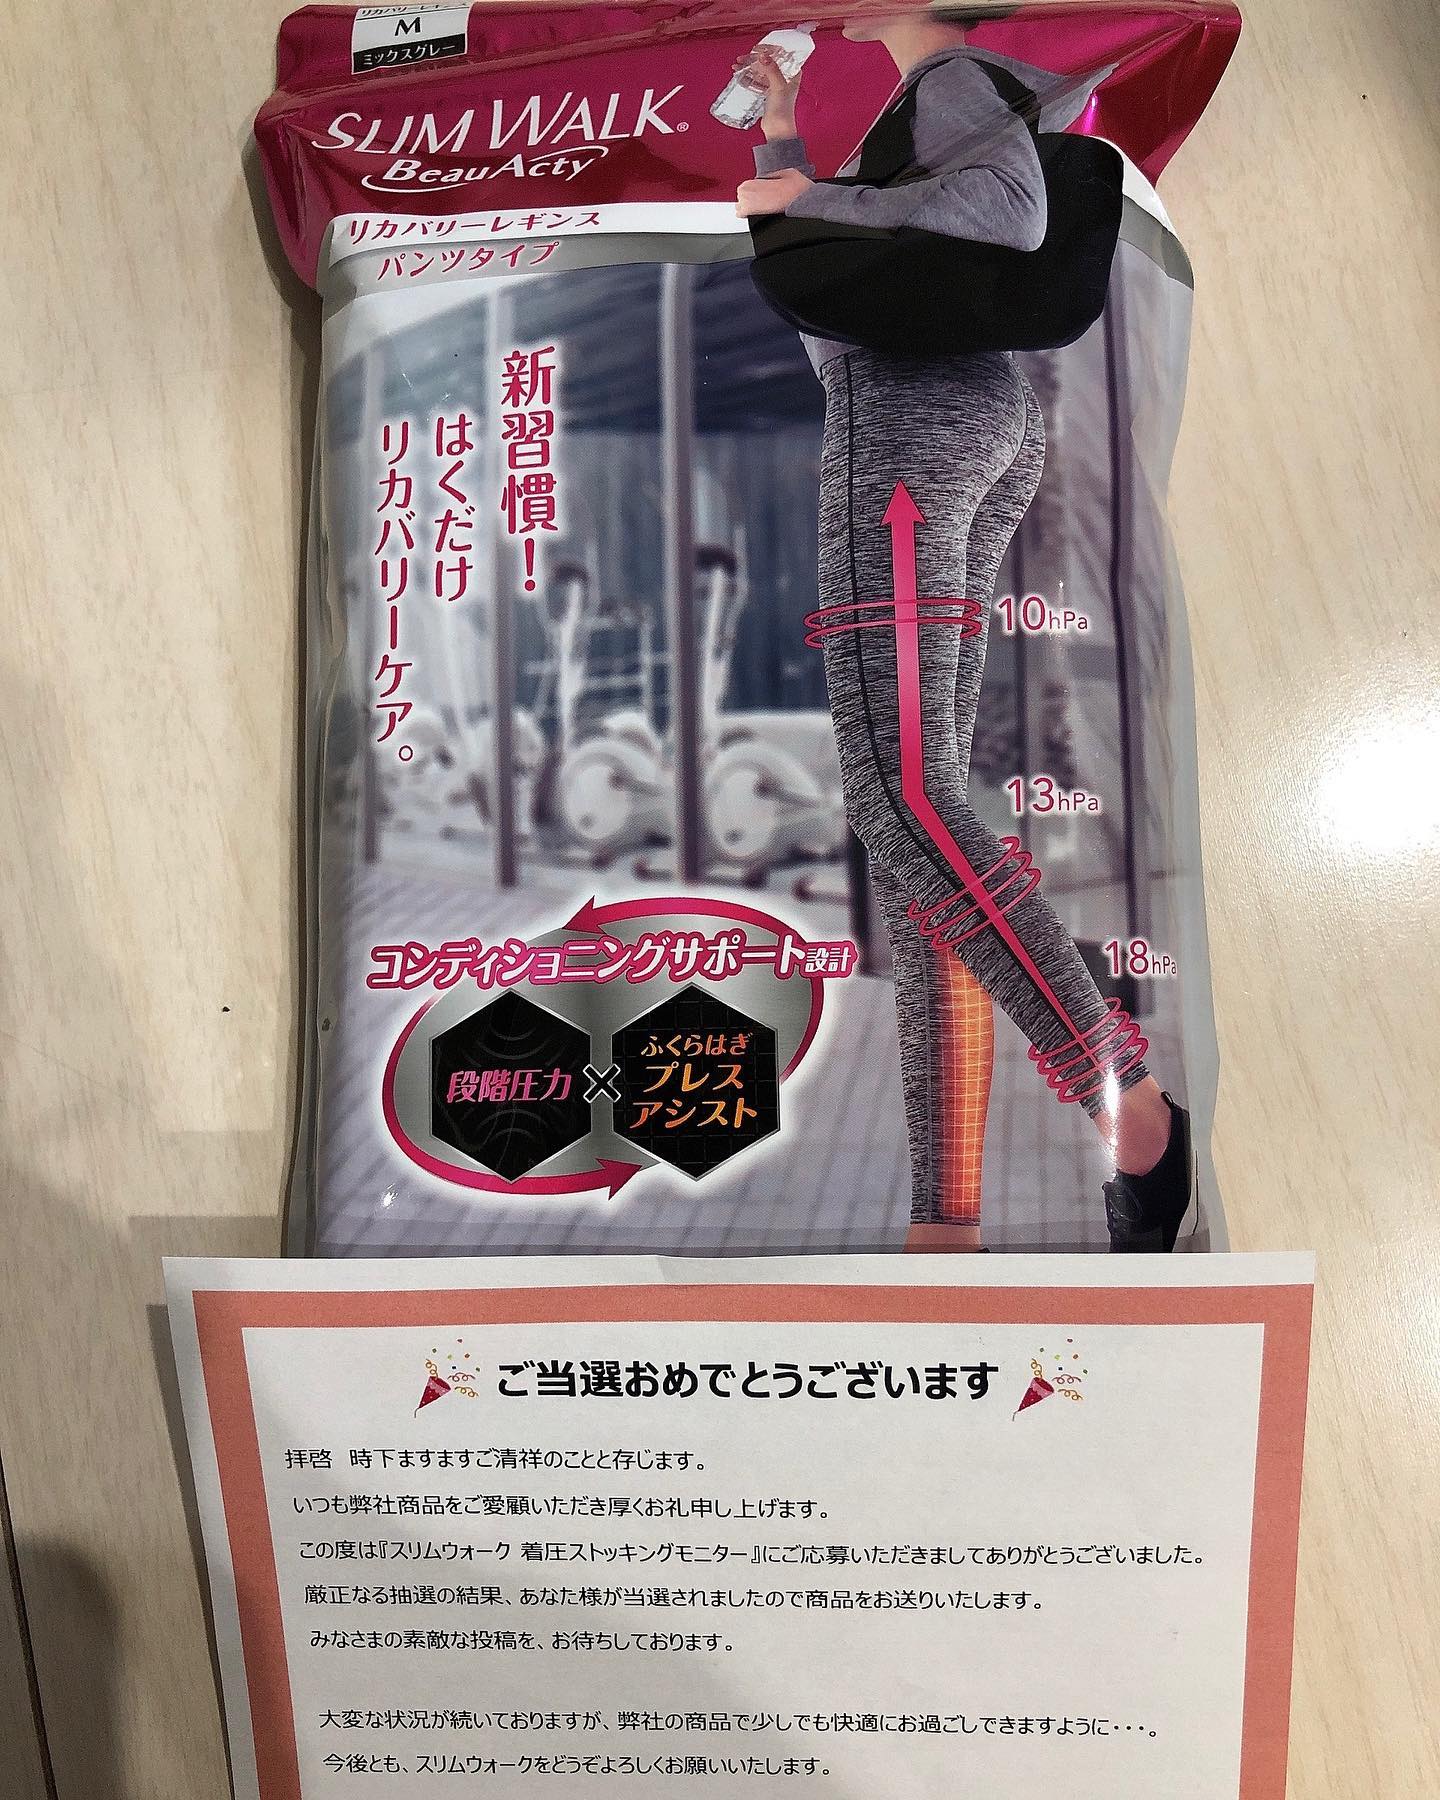 リカバリーレギンス
M
ミックスグレー
SLIM WALK®
BeauActy
リカバリーレギンス
パンツタイプ
新習慣！
はくだけ
リカバリーケア。
10hPa
13hPa
18hPa
コンディショニングサポート設計
段階圧力×ふくらはぎ
プレス
アシスト
ご当選おめでとうございます
拝啓　時下ますますご清祥のことと存じます。
いつも弊社商品をご愛顧いただき厚くお礼申し上げます。
この度は『スリムウォーク 着圧ストッキングモニター』にご応募いただきましてありがとうございました。
厳正なる抽選の結果、あなた様が当選されましたので商品をお送りいたします。
みなさまの素敵な投稿を、お待ちしております。
大変な状況が続いておりますが、弊社の商品で少しでも快適にお過ごしできますように・・・。
今後とも、スリムウォークをどうぞよろしくお願いいたします。